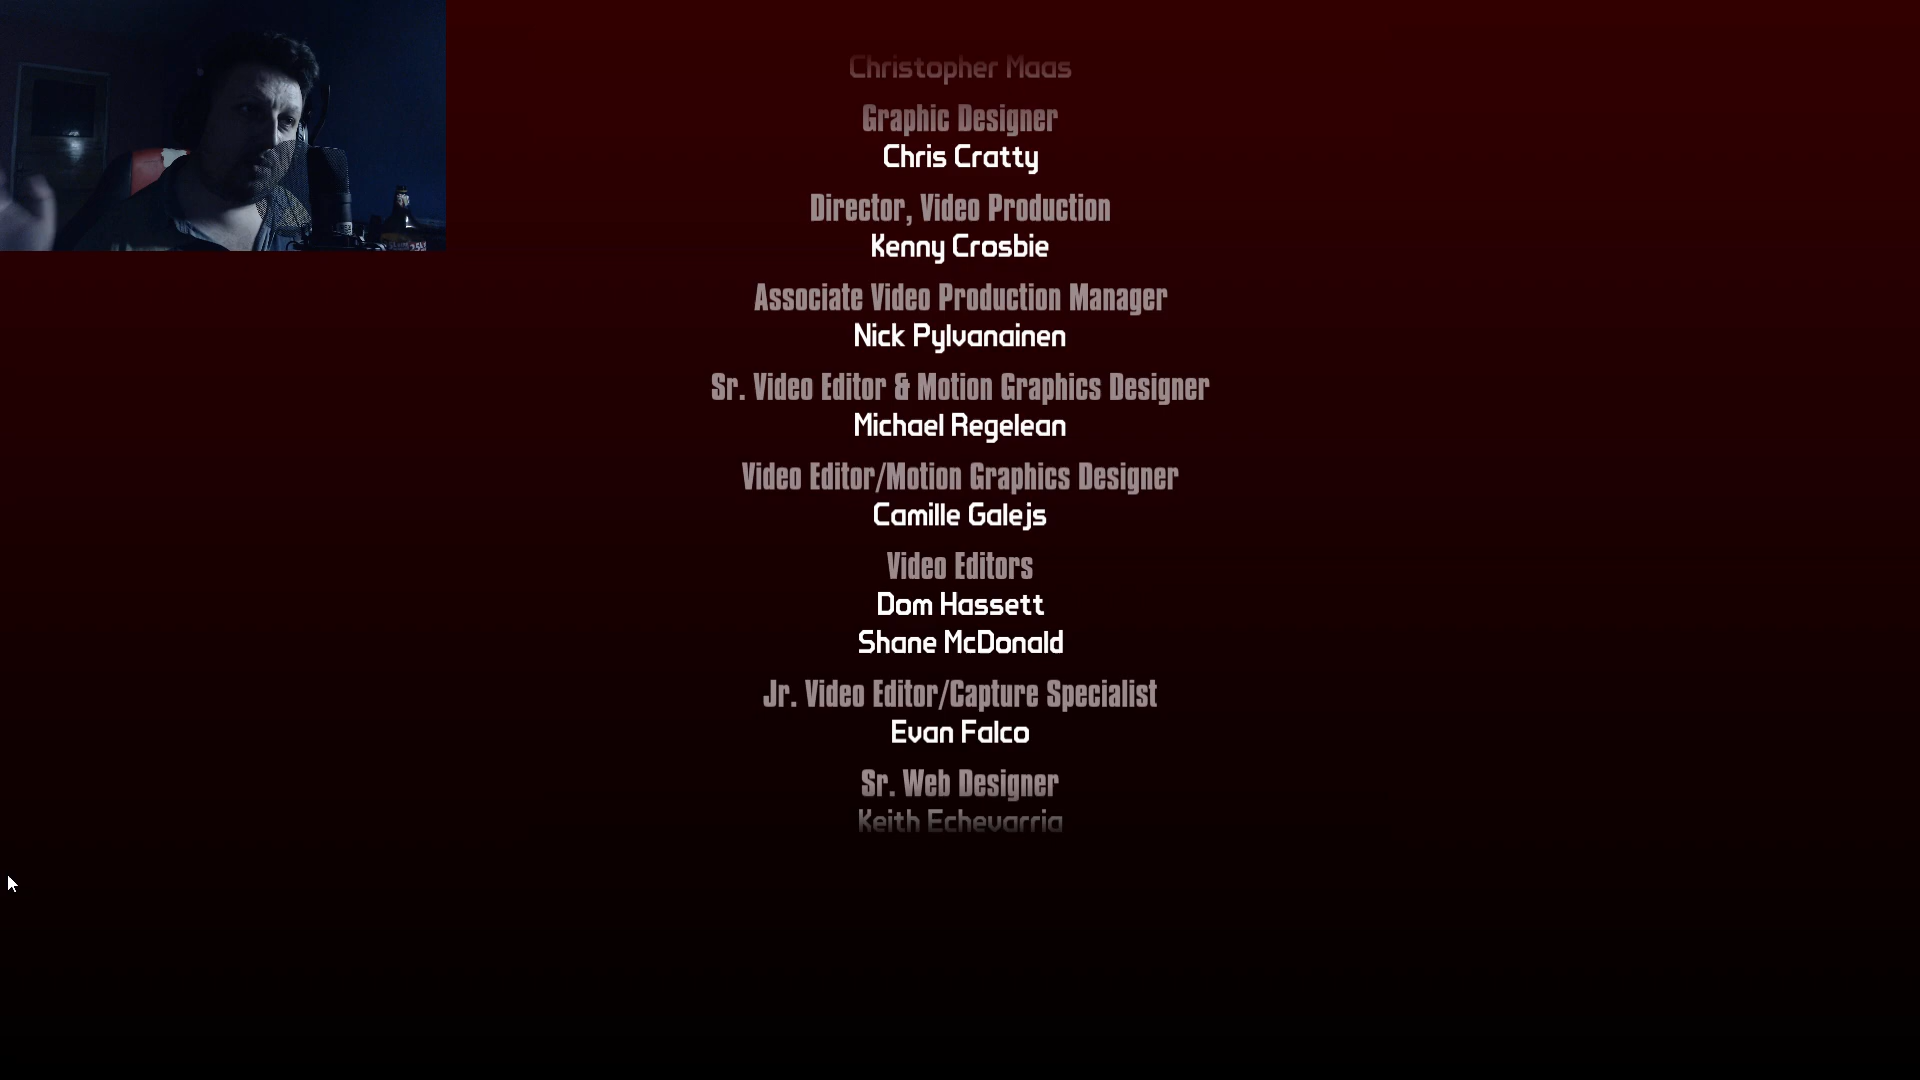 Christopher Maas
Graphic Designer
Chris Cratty
Director, Video Production
Kenny Crosbie
Associate Video Production Manager
Nick Pylvanainen
Sr. Video Editor & Motion Graphics Designer
Michael Regelean
Video Editor/Motion Graphics Designer
Camille Galejs
Video Editors
Dom Hassett
Shane McDonald
Jr. Video Editor/Capture Specialist
Evan Falco
Sr. Web Designer
Keith Echevarria